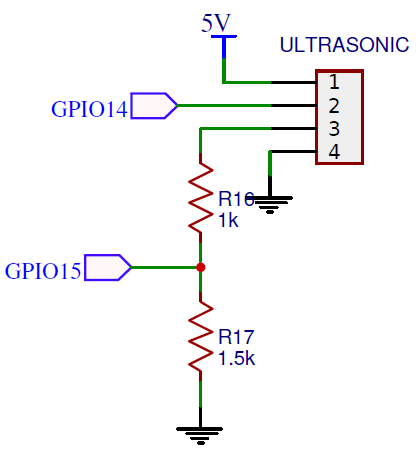 5V
ULTRASONIC
1
GPIO14
2
3
4
R16
1k
GPIO15
R17
1.5k